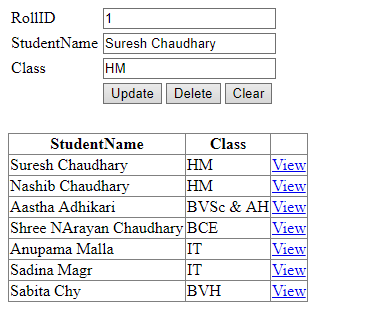 RollID 1
StudentName Suresh Chaudhary
Class HM
Update Delete Clear
StudentName Class
Suresh Chaudhary HM View
Nashib Chaudhary HM View
Aastha Adhikari BVSc & AH View
Shree NArayan Chaudhary BCE View
Anupama Malla IT View
Sadina Magr IT View
Sabita Chy BVH View